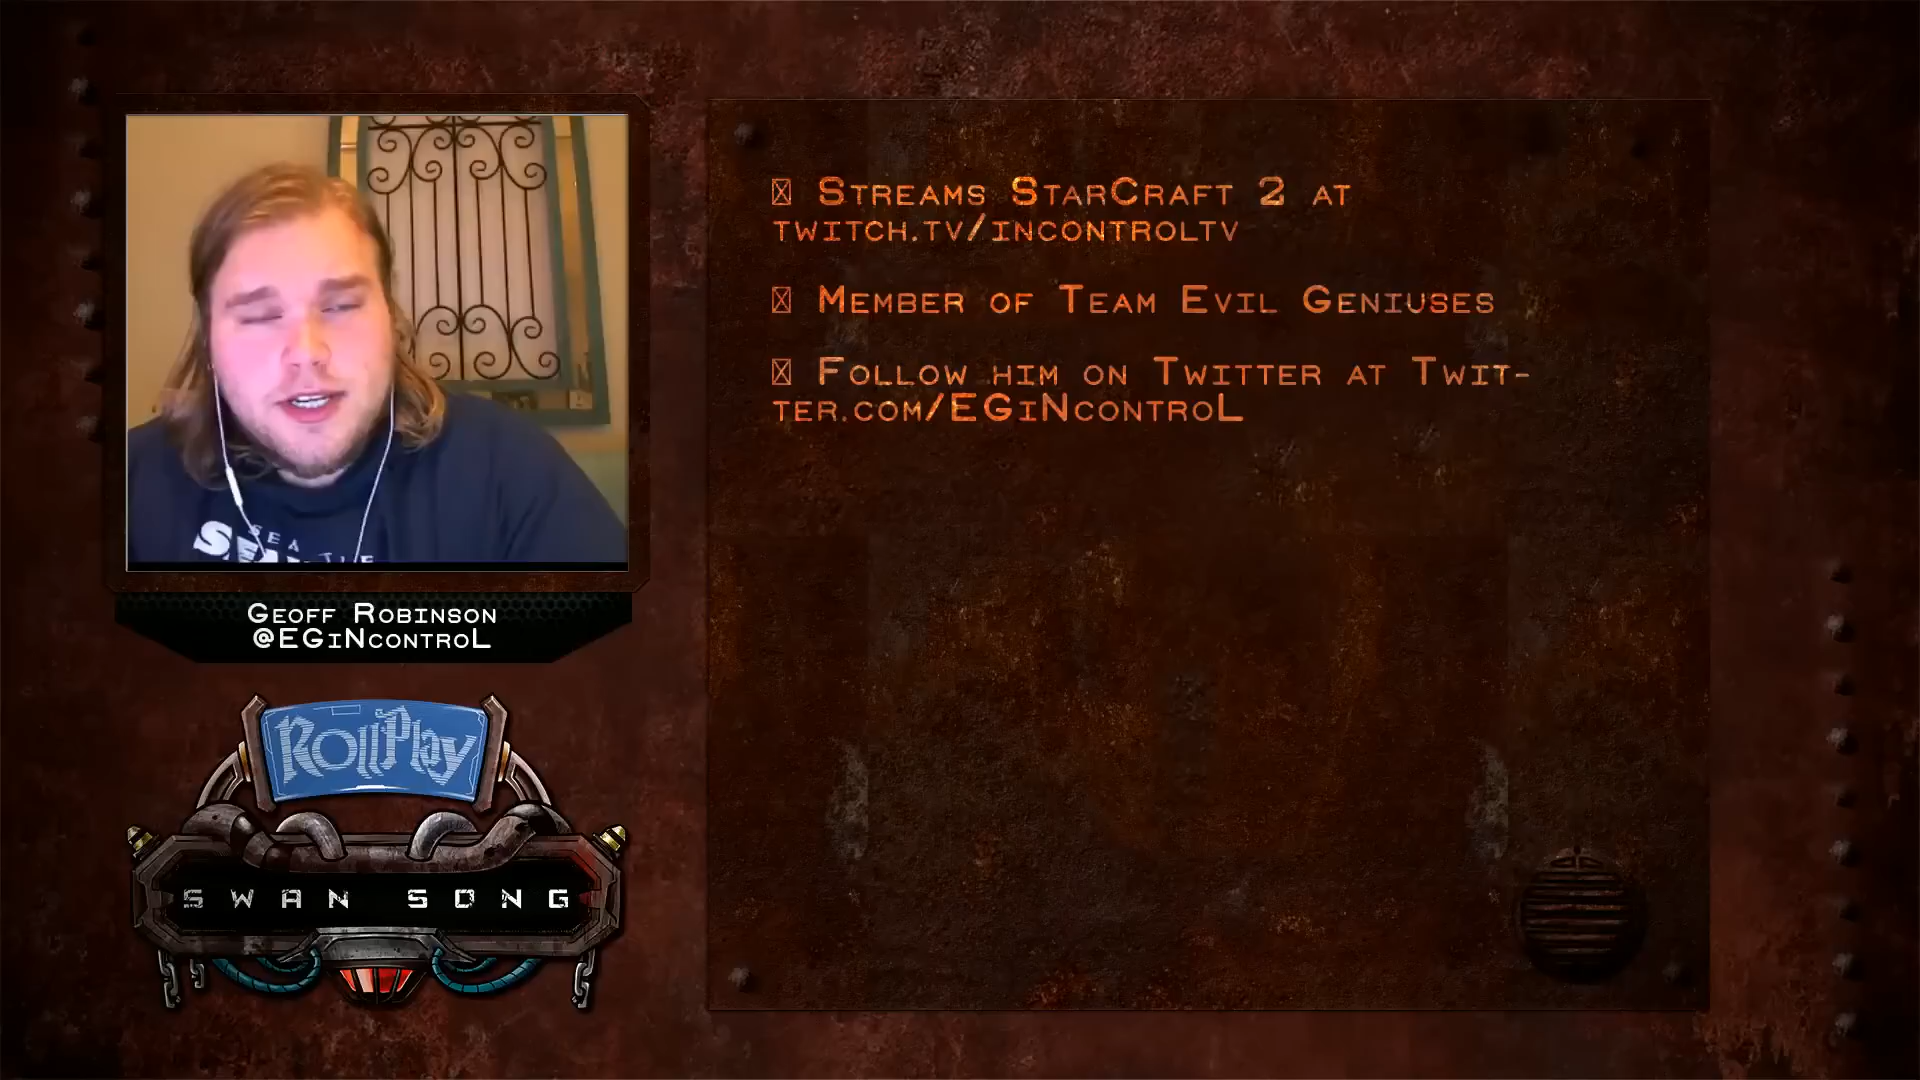 ☒ Streams StarCraft 2 at
twitch.tv/incontroltv
☒ Member of Team Evil Geniuses
☒ Follow him on Twitter at Twit-
ter.com/EGiNcontroL
SEATTLE
Geoff Robinson
@EGiNcontroL
RollPlay
SWAN SONG